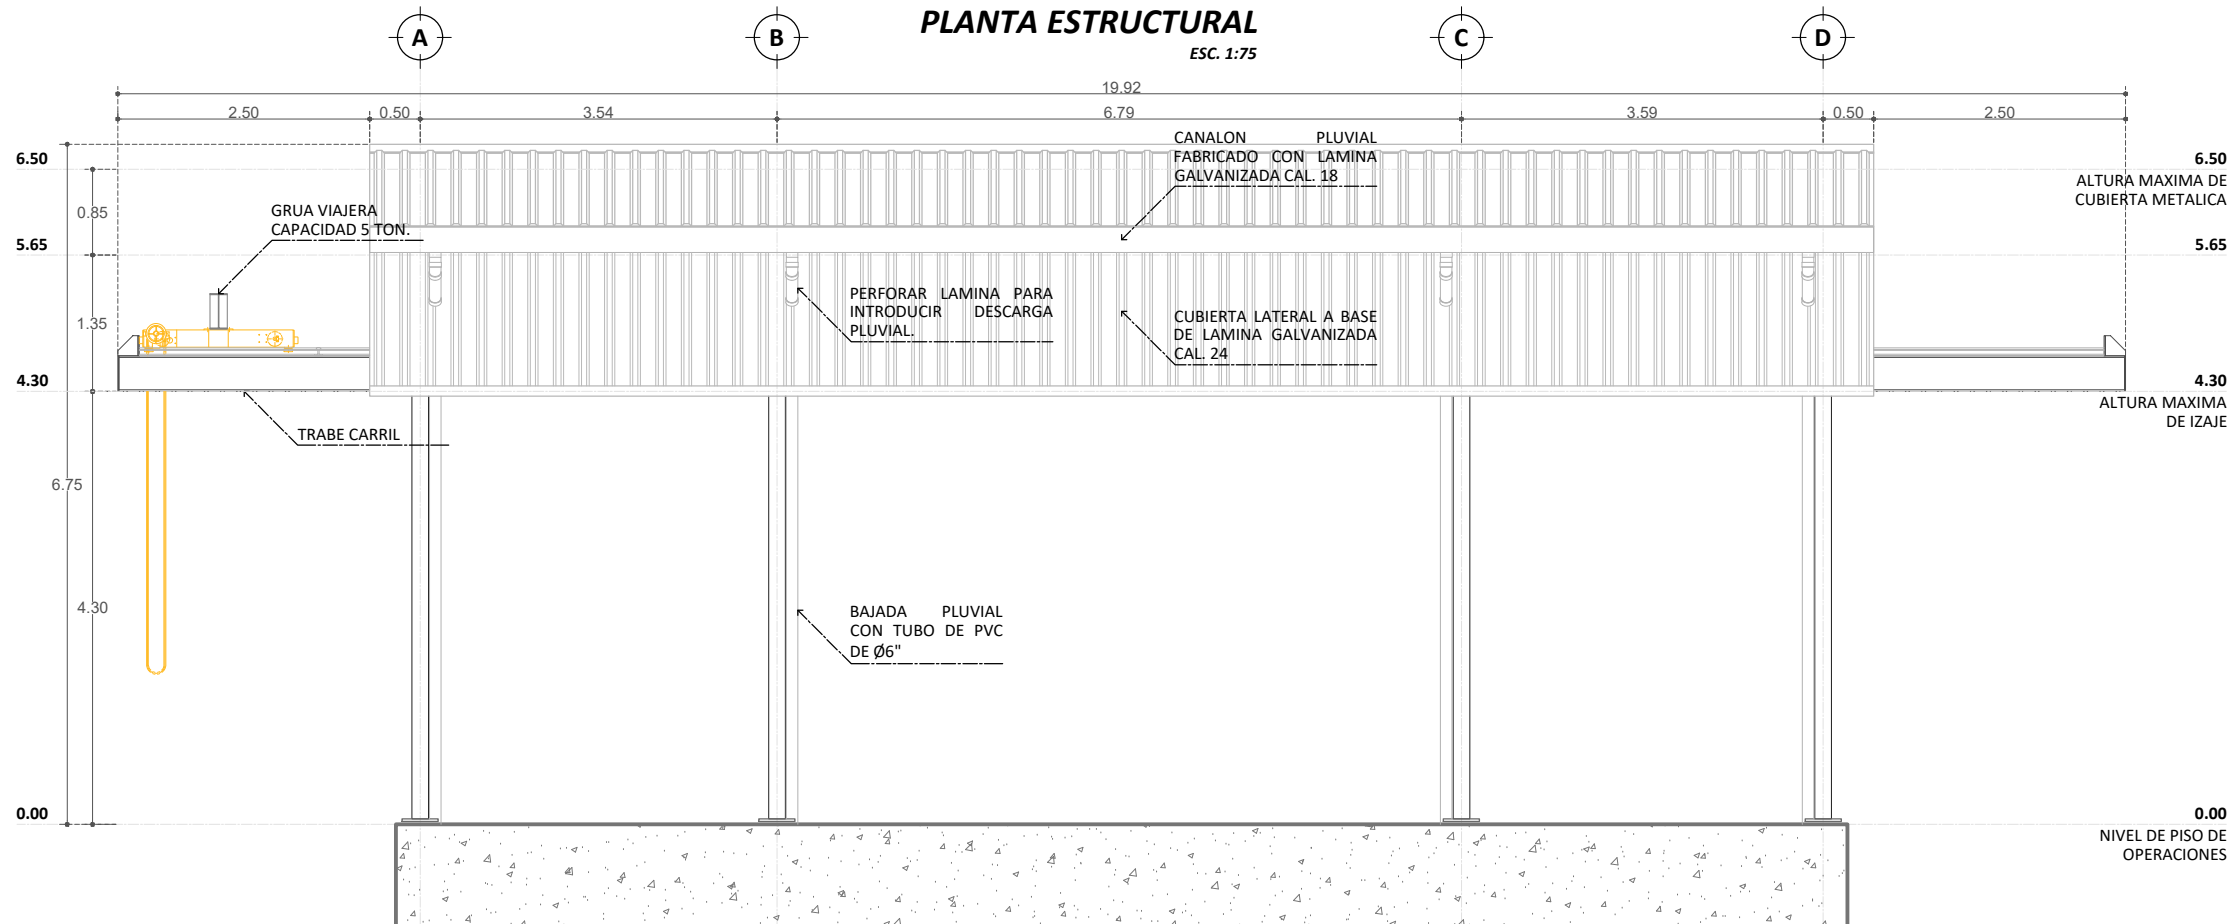 PLANTA ESTRUCTURAL
ESC. 1:75
A
B
C
D
19.92
2.50
0.50
3.54
6.79
3.59
0.50
2.50
CANALON PLUVIAL
FABRICADO CON LAMINA
GALVANIZADA CAL. 18
6.50
0.85
5.65
1.35
4.30
6.75
4.30
0.00
GRUA VIAJERA
CAPACIDAD 5 TON.
PERFORAR LAMINA PARA
INTRODUCIR DESCARGA
PLUVIAL.
CUBIERTA LATERAL A BASE
DE LAMINA GALVANIZADA
CAL. 24
TRABE CARRIL
BAJADA PLUVIAL
CON TUBO DE PVC
DE Ø6"
6.50
ALTURA MAXIMA DE
CUBIERTA METALICA
5.65
4.30
ALTURA MAXIMA
DE IZAJE
0.00
NIVEL DE PISO DE
OPERACIONES